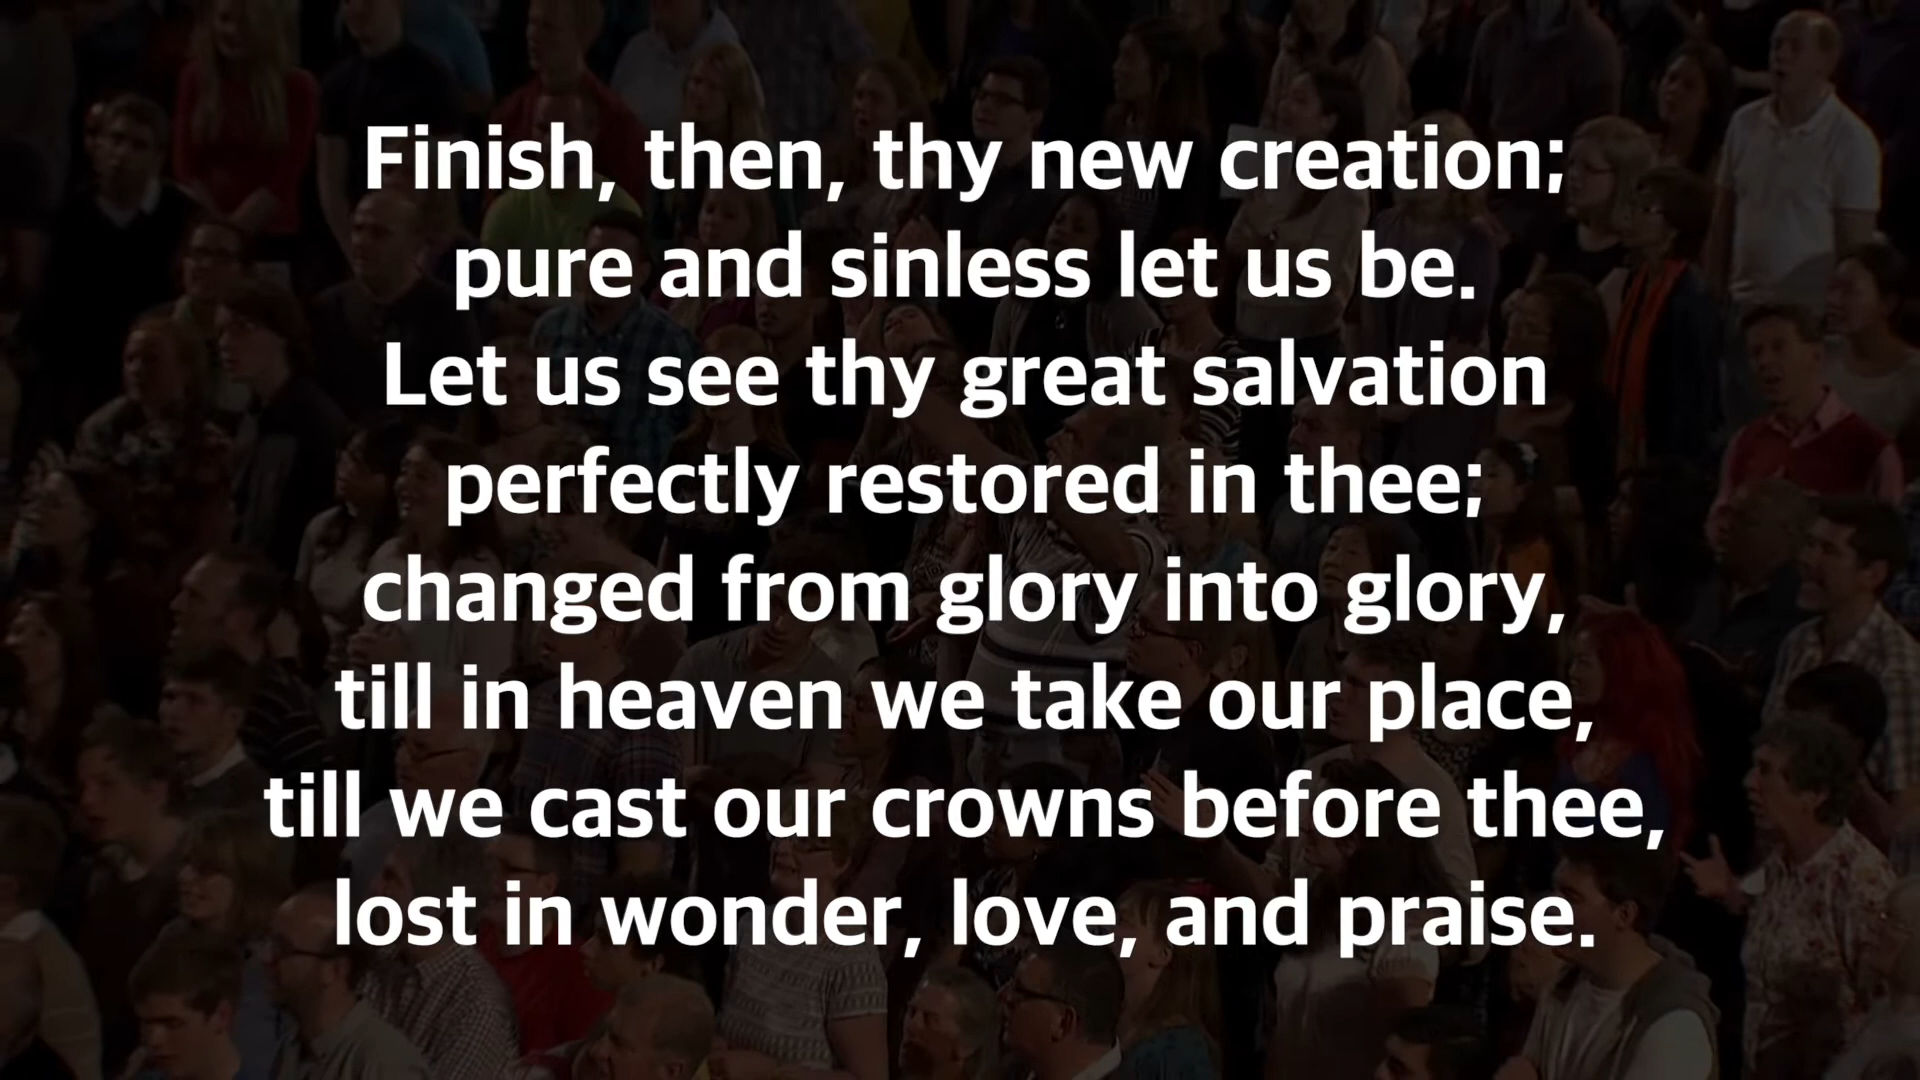 Finish, then, thy new creation;
pure and sinless let us be.
Let us see thy great salvation
perfectly restored in thee;
changed from glory into glory,
till in heaven we take our place,
till we cast our crowns before thee,
lost in wonder, love, and praise.